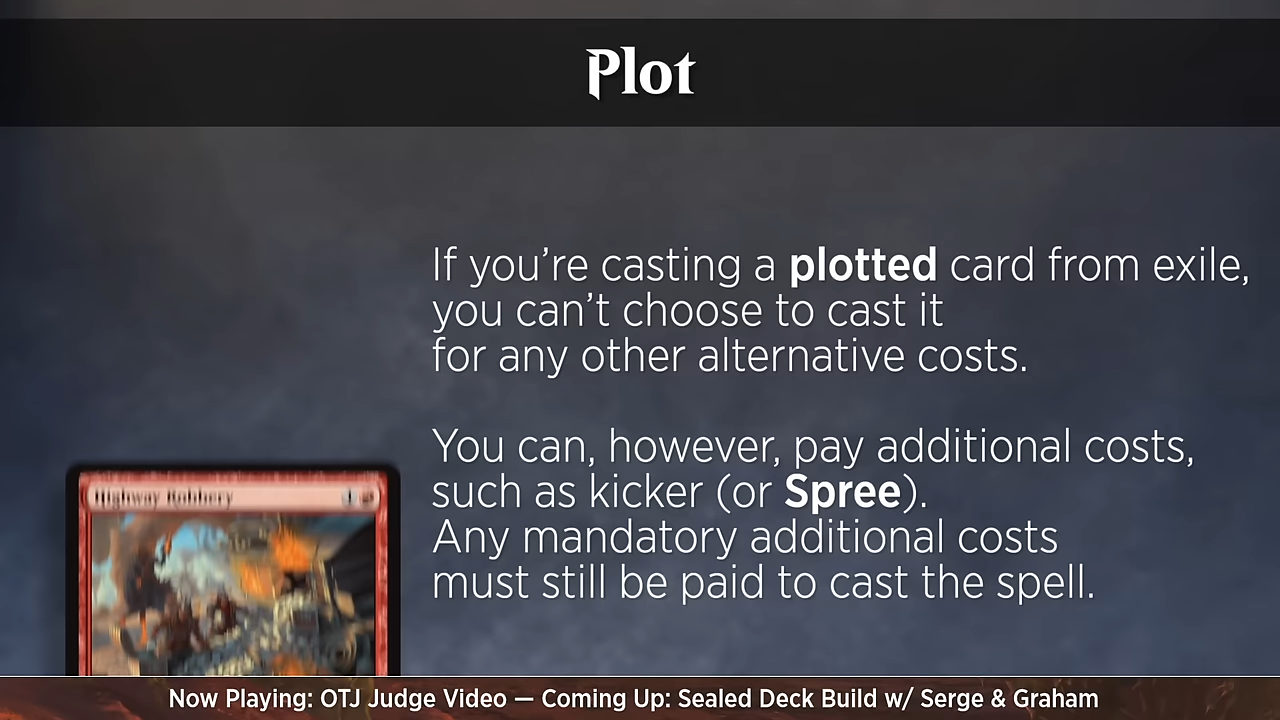 Plot
If you're casting a plotted card from exile,
you can't choose to cast it
for any other alternative costs.
You can, however, pay additional costs,
such as kicker (or Spree).
Any mandatory additional costs
must still be paid to cast the spell.
Highway Robbery 1
Now Playing: OTJ Judge Video — Coming Up: Sealed Deck Build w/ Serge & Graham